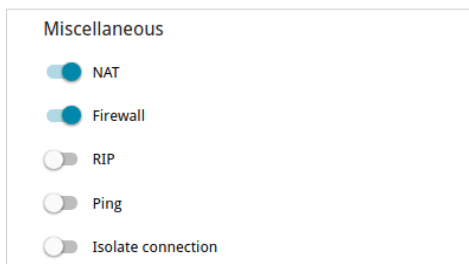 Miscellaneous
NAT
Firewall
RIP
Ping
Isolate connection